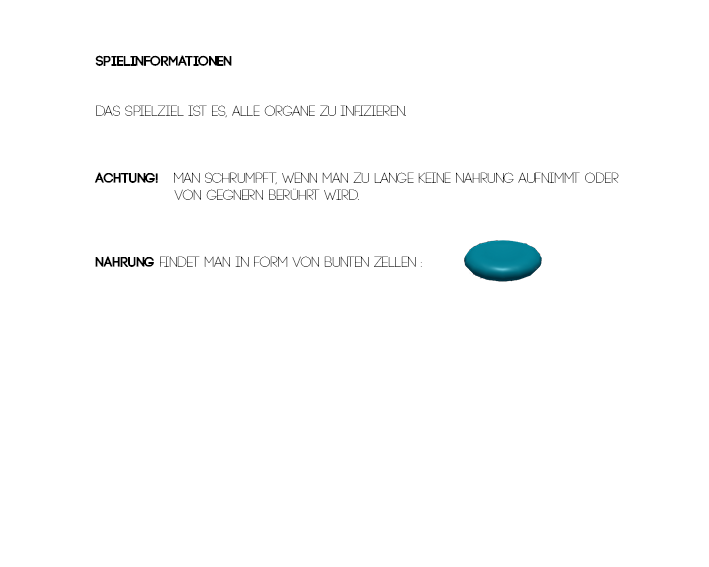 SPIELINFORMATIONEN
DAS SPIELZIEL IST ES, ALLE ORGANE ZU INFIZIEREN.
ACHTUNG! MAN SCHRUMPFT, WENN MAN ZU LANGE KEINE NAHRUNG AUFNIMMT ODER
VON GEGNERN BERÜHRT WIRD.
NAHRUNG FINDET MAN IN FORM VON BUNTEN ZELLEN :